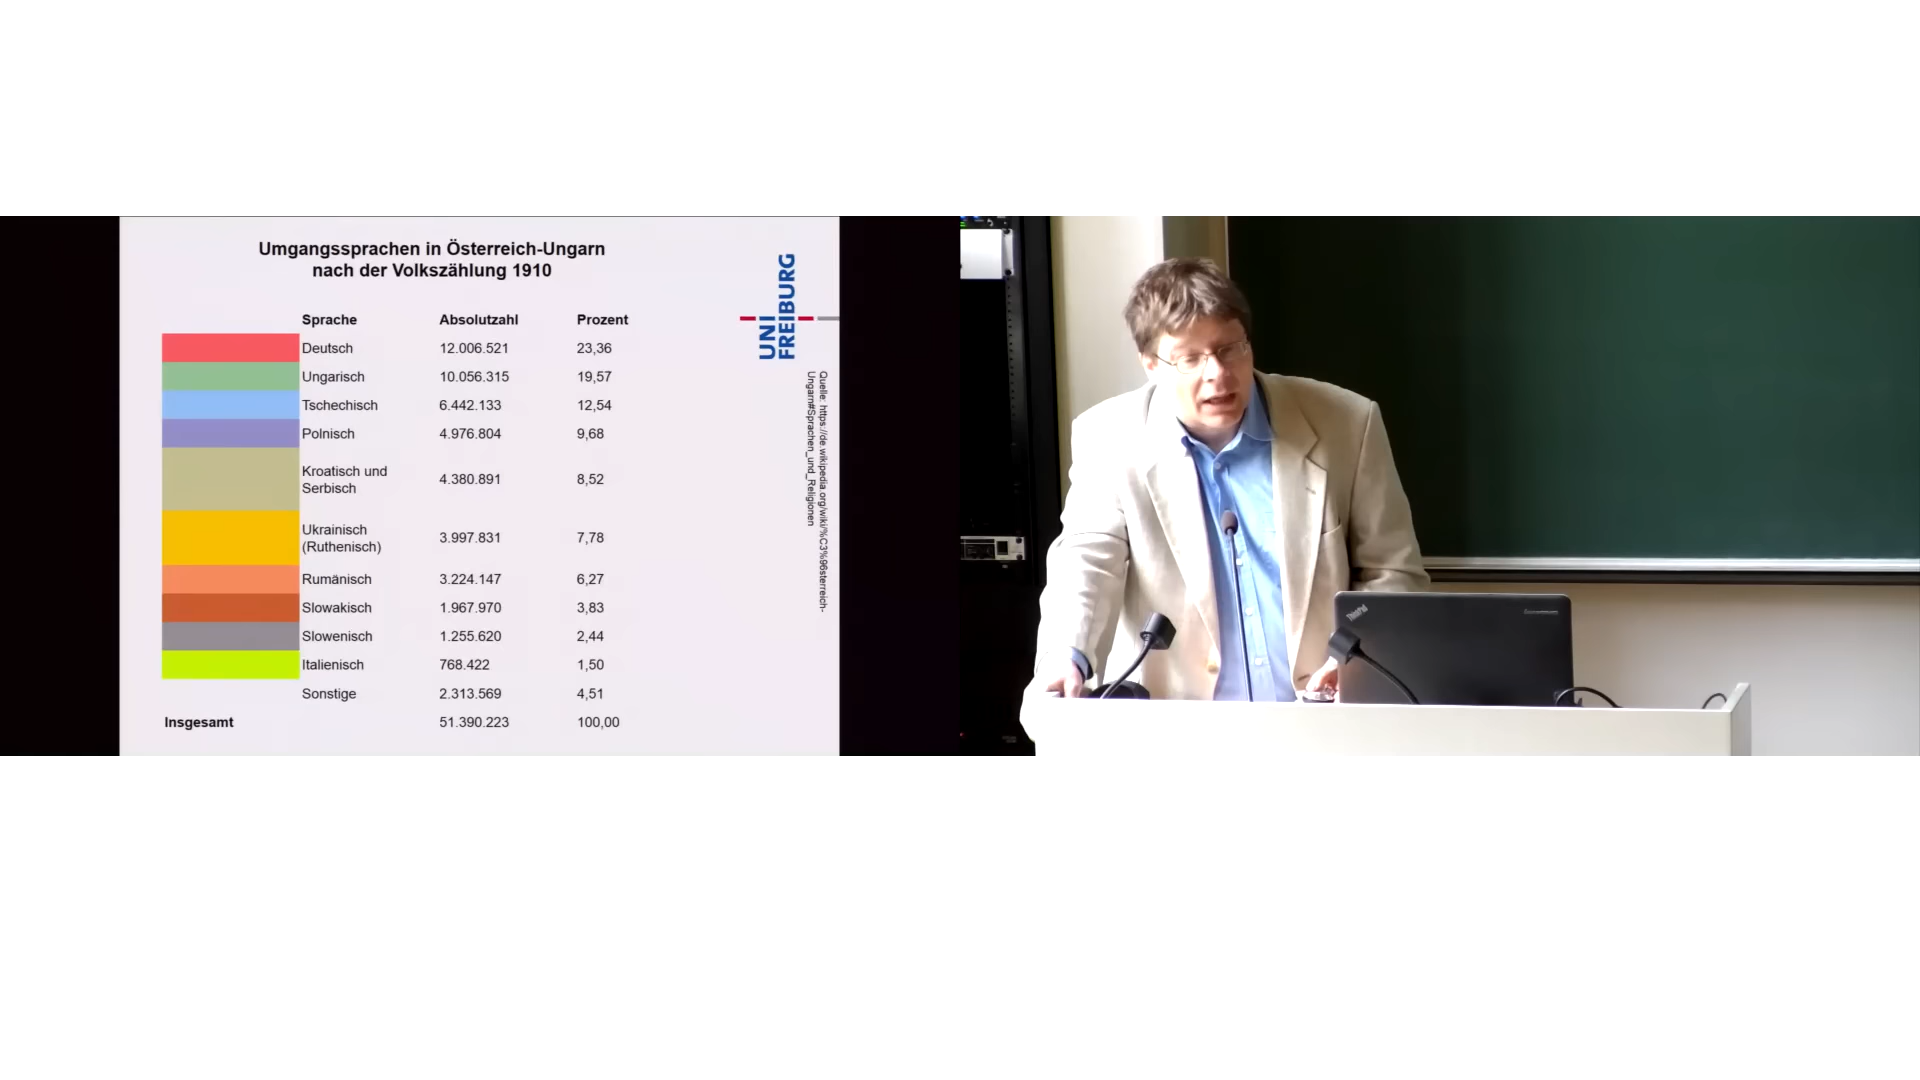 Umgangssprachen in Österreich-Ungarn
nach der Volkszählung 1910
Sprache Absolutzahl Prozent
Deutsch 12.006.521 23,36
Ungarisch 10.056.315 19,57
Tschechisch 6.442.133 12,54
Polnisch 4.976.804 9,68
Kroatisch und
Serbisch 4.380.891 8,52
Ukrainisch
(Ruthenisch) 3.997.831 7,78
Rumänisch 3.224.147 6,27
Slowakisch 1.967.970 3,83
Slowenisch 1.255.620 2,44
Italienisch 768.422 1,50
Sonstige 2.313.569 4,51
Insgesamt 51.390.223 100,00
UNI
FREIBURG
Quelle: https://de.wikipedia.org/wiki/%C3%96sterreich-
Ungarn#Sprachen_und_Religionen
ThinkPad